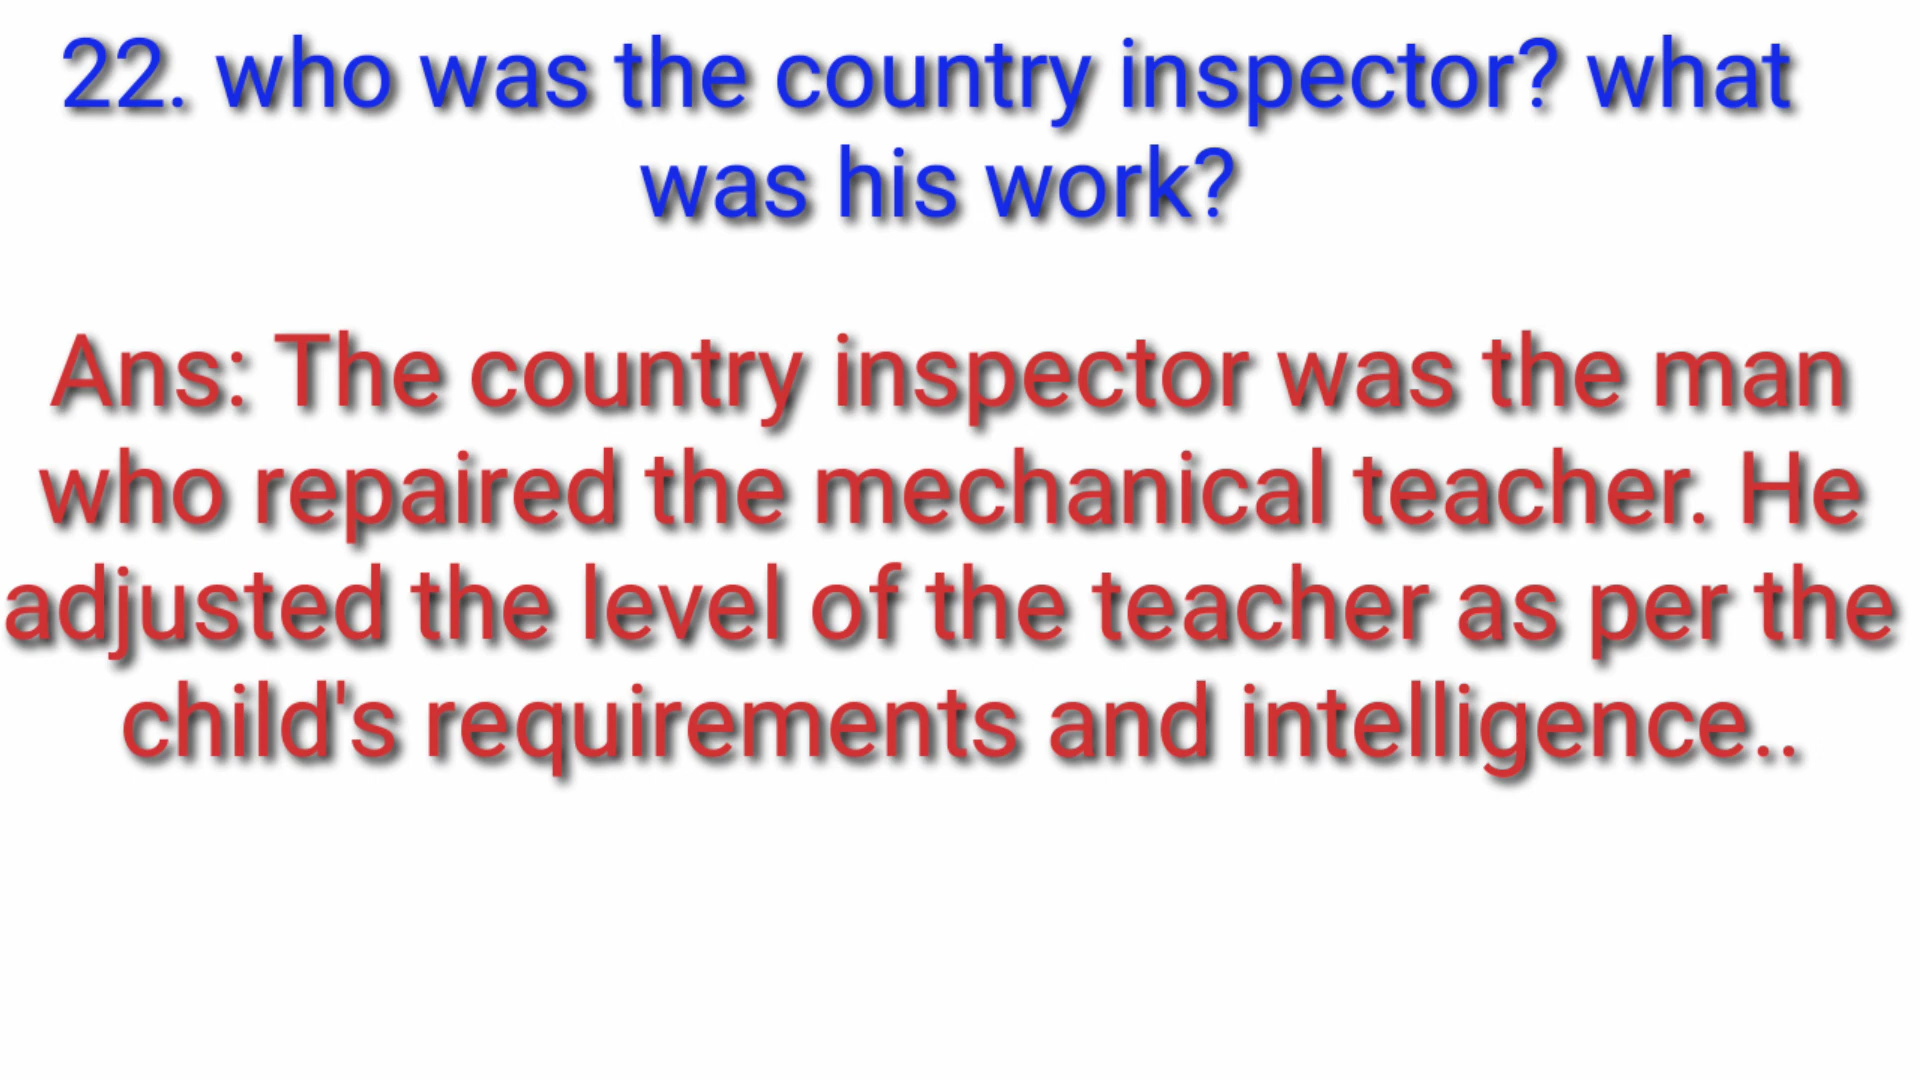 22. who was the country inspector? what
was his work?
Ans: The country inspector was the man
who repaired the mechanical teacher. He
adjusted the level of the teacher as per the
child's requirements and intelligence..